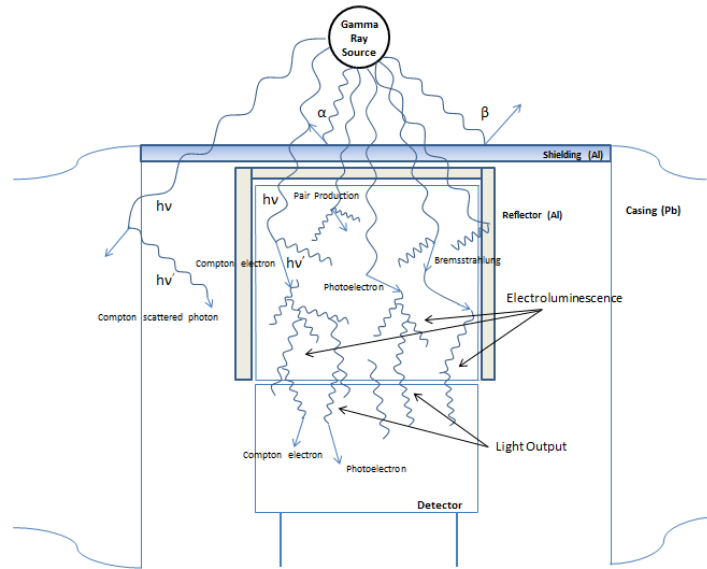 Gamma
Ray
Source
α
β
Shielding (Al)
hν
hν
Pair Production
Reflector (Al)
Casing (Pb)
Compton electron
hν′
Bremsstrahlung
hν′
Photoelectron
Electroluminescence
Compton scattered photon
Light Output
Compton electron
Photoelectron
Detector